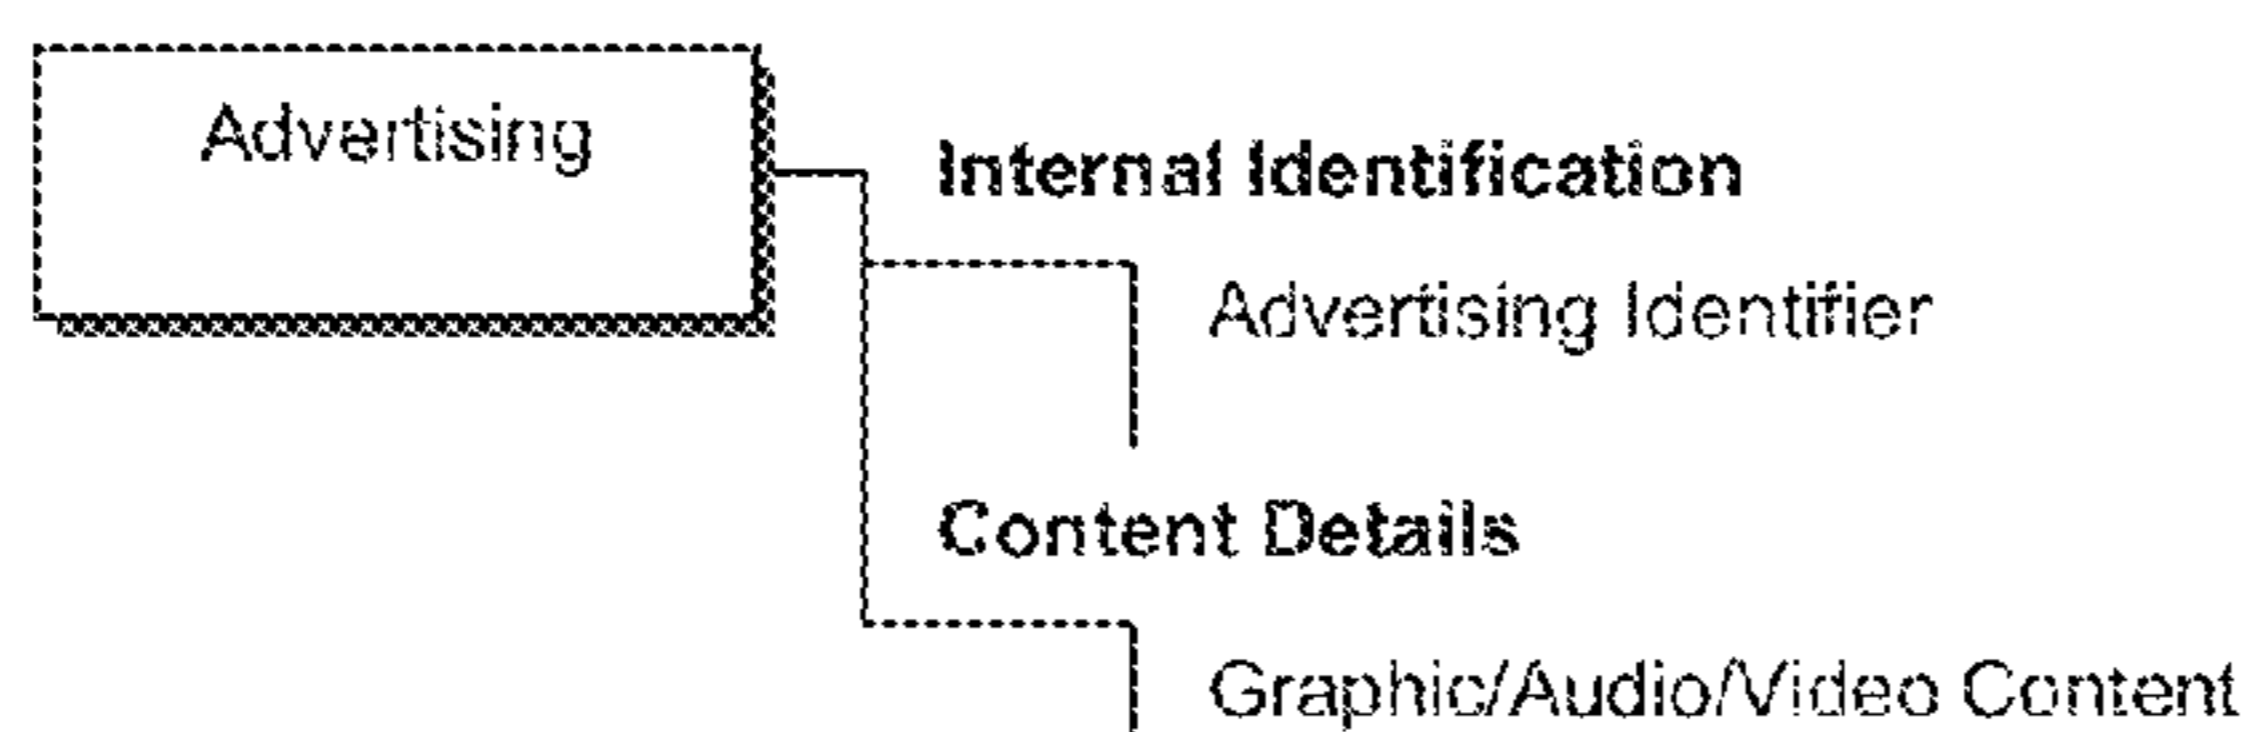 Advertising
Internal Identification
Advertising Identifier
Content Details
Graphic/Audio/Video Content